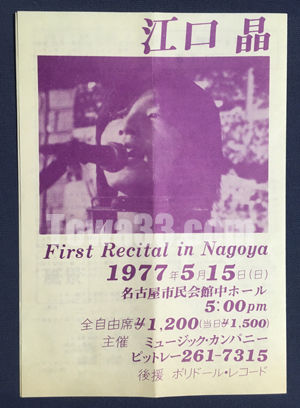 江口 晶
Towa33.com
First Recital in Nagoya
1977年5月15日(日)
名古屋市民会館中ホール
5:00pm
全自由席¥1,200(当日¥1,500)
主催 ミュージック・カンパニー
ピットレー261-7315
後援 ポリドール・レコード